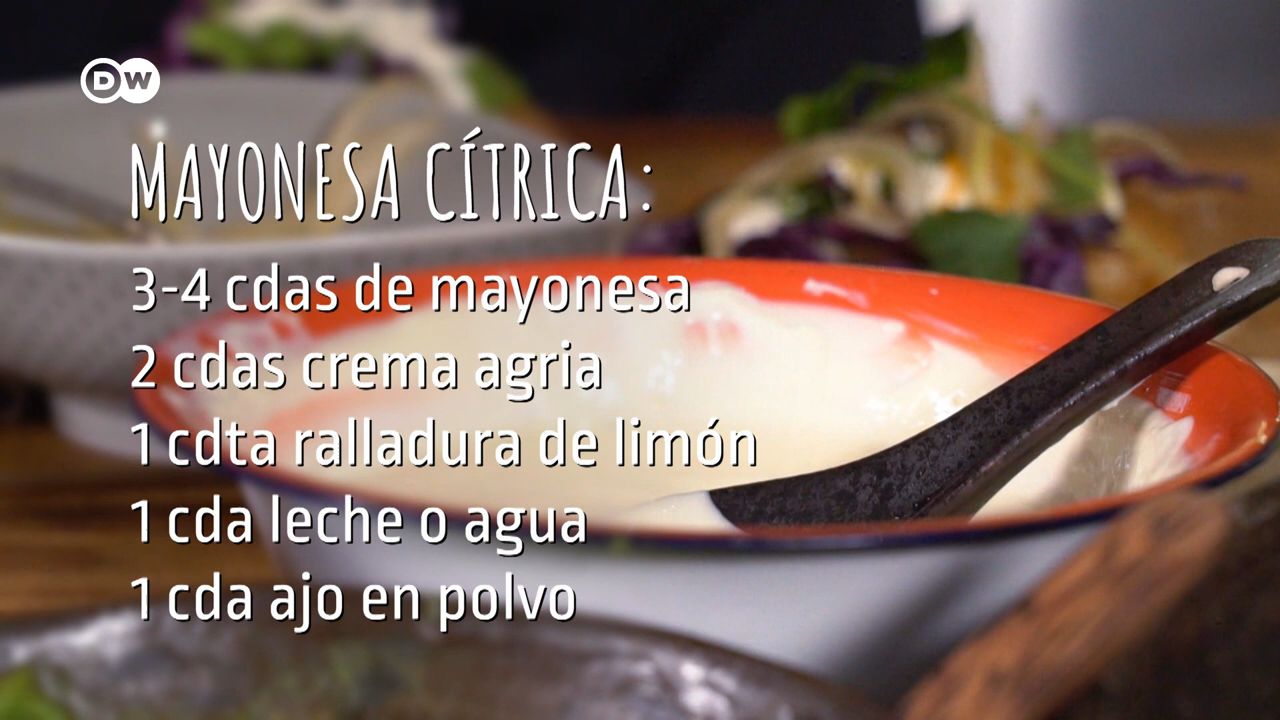 DW
MAYONESA CÍTRICA:
3-4 cdas de mayonesa
2 cdas crema agria
1 cdta ralladura de limón
1 cda leche o agua
1 cda ajo en polvo